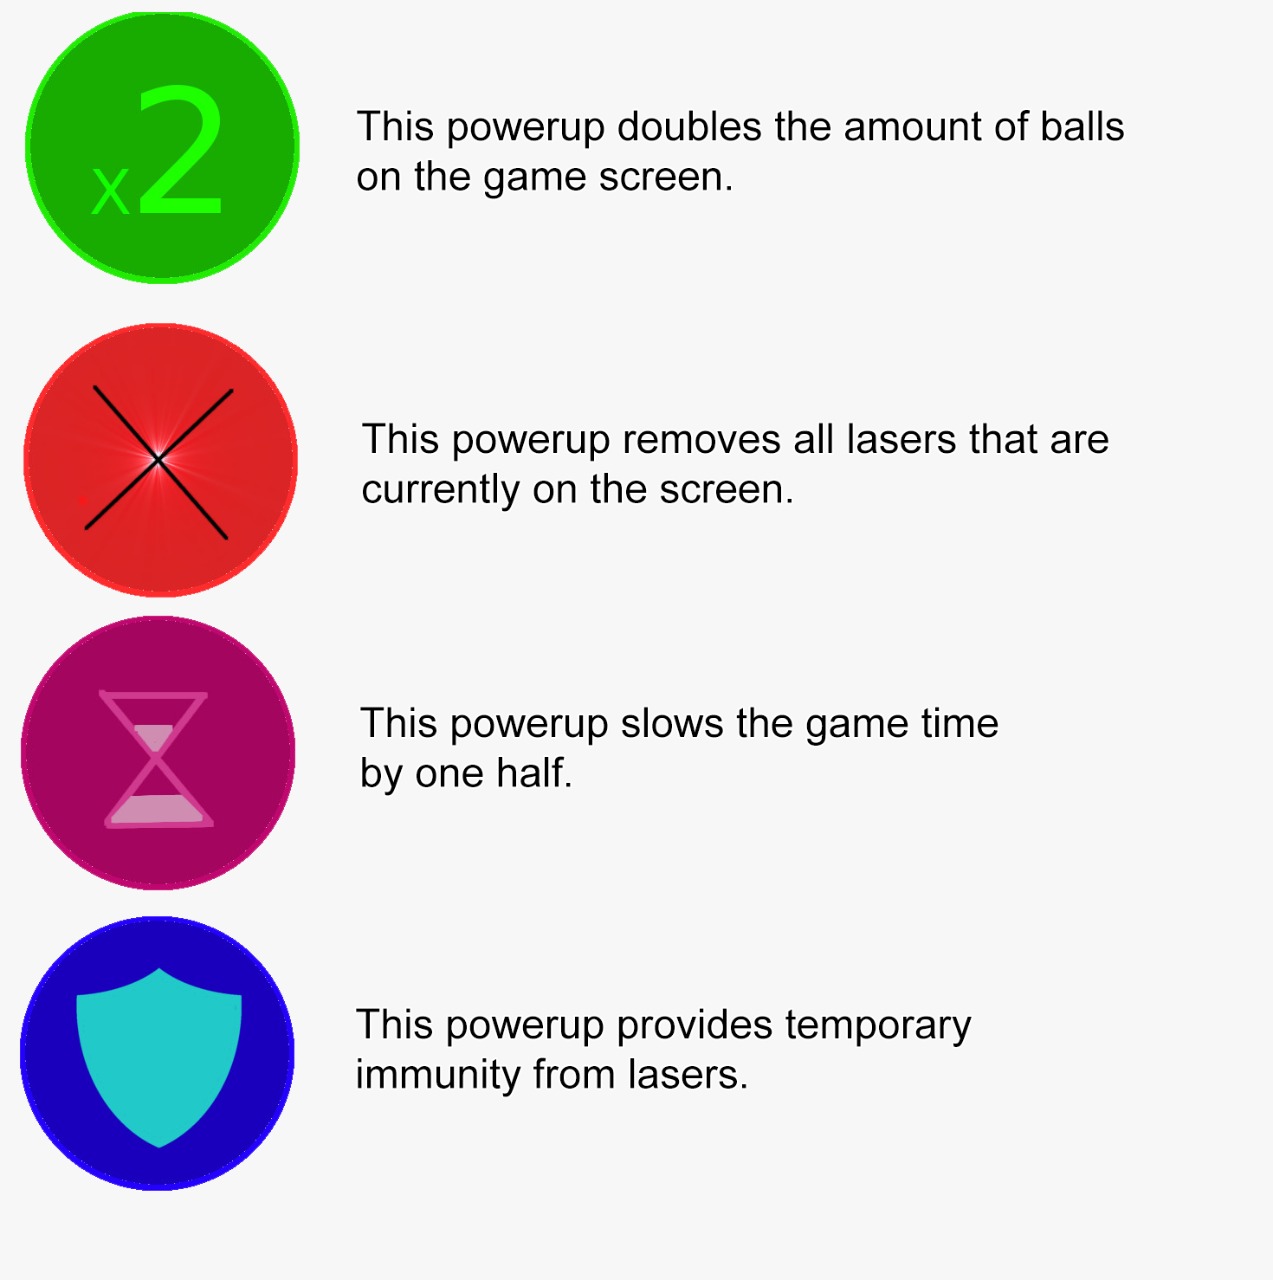 x2
This powerup doubles the amount of balls
on the game screen.
This powerup removes all lasers that are
currently on the screen.
This powerup slows the game time
by one half.
This powerup provides temporary
immunity from lasers.